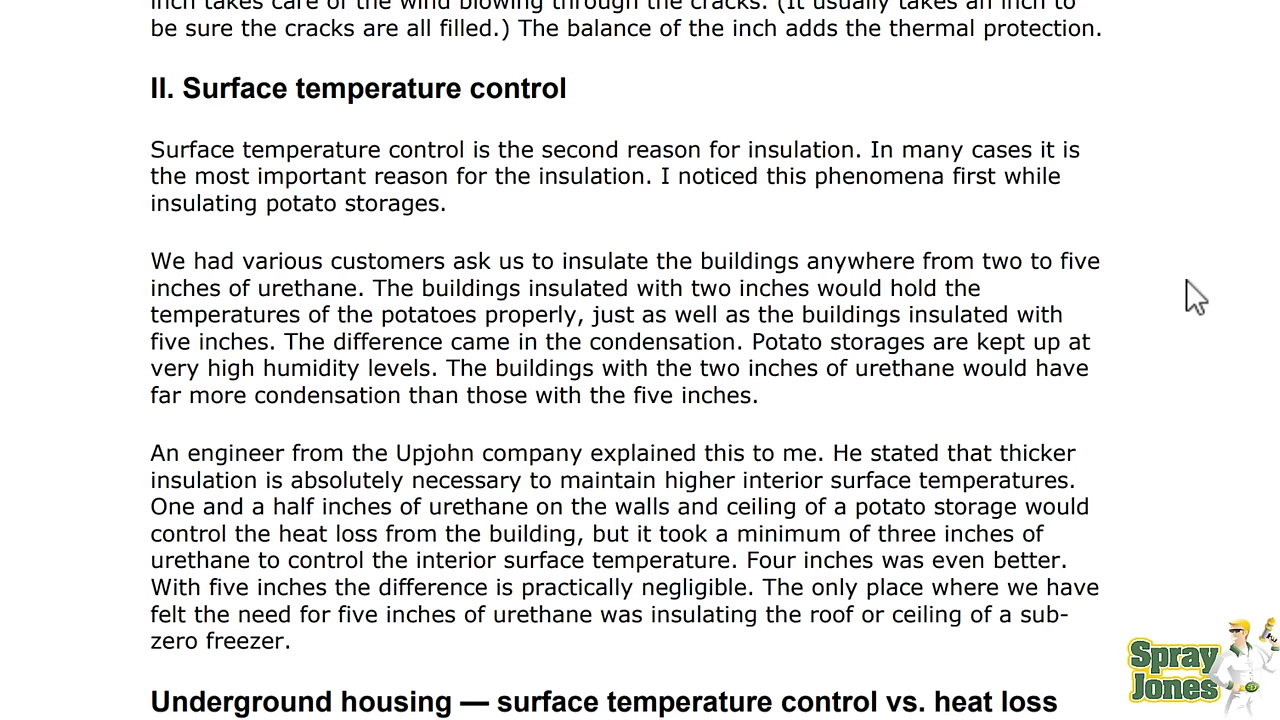 inch takes care of the wind blowing through the cracks. (It usually takes an inch to
be sure the cracks are all filled.) The balance of the inch adds the thermal protection.
II. Surface temperature control
Surface temperature control is the second reason for insulation. In many cases it is
the most important reason for the insulation. I noticed this phenomena first while
insulating potato storages.
We had various customers ask us to insulate the buildings anywhere from two to five
inches of urethane. The buildings insulated with two inches would hold the
temperatures of the potatoes properly, just as well as the buildings insulated with
five inches. The difference came in the condensation. Potato storages are kept up at
very high humidity levels. The buildings with the two inches of urethane would have
far more condensation than those with the five inches.
An engineer from the Upjohn company explained this to me. He stated that thicker
insulation is absolutely necessary to maintain higher interior surface temperatures.
One and a half inches of urethane on the walls and ceiling of a potato storage would
control the heat loss from the building, but it took a minimum of three inches of
urethane to control the interior surface temperature. Four inches was even better.
With five inches the difference is practically negligible. The only place where we have
felt the need for five inches of urethane was insulating the roof or ceiling of a sub-
zero freezer.
Underground housing — surface temperature control vs. heat loss
Spray
Jones